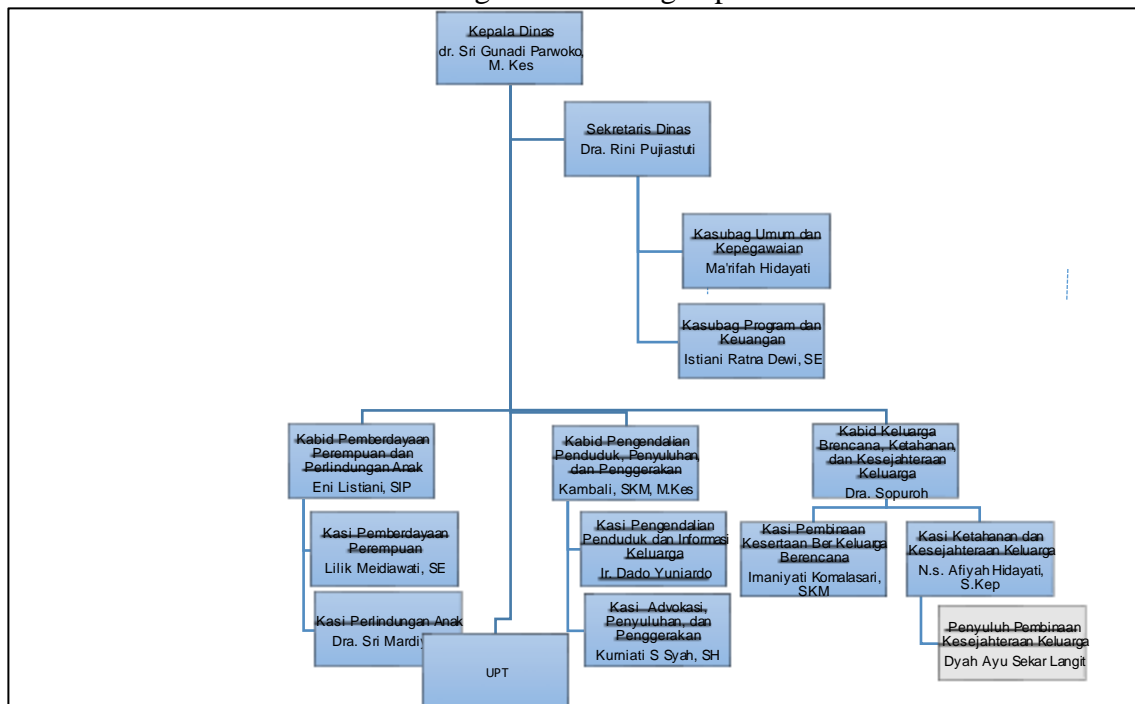 Kepala Dinas
dr. Sri Gunadi Parwoko,
M. Kes
Sekretaris Dinas
Dra. Rini Pujiastuti
Kasubag Umum dan
Kepegawaian
Ma'rifah Hidayati
Kasubag Program dan
Keuangan
Istiani Ratna Dewi, SE
Kabid Pemberdayaan
Perempuan dan
Perlindungan Anak
Eni Listiani, SIP
Kasi Pemberdayaan
Perempuan
Lilik Meidiawati, SE
Kasi Perlindungan Anak
Dra. Sri
UPT
Kabid Pengendalian
Penduduk, Penyuluhan,
dan Penggerakan
Kambali, SKM, M.Kes
Kasi Pengendalian
Penduduk dan Informasi
Keluarga
Ir. Dado Yuniardo
Kasi Advokasi,
Penyuluhan, dan
Penggerakan
Kurniati S Syah, SH
Kabid Keluarga
Brencana, Ketahanan,
dan Kesejahteraan
Keluarga
Dra. Sopuroh
Kasi Pembinaan
Kesertaan Ber Keluarga
Berencana
Imaniyati Komalasari,
SKM
Kasi Ketahanan dan
Kesejahteraan Keluarga
N.s. Afiyah Hidayati,
S.Kep
Penyuluh Pembinaan
Kesejahteraan Keluarga
Dyah Ayu Sekar Langit